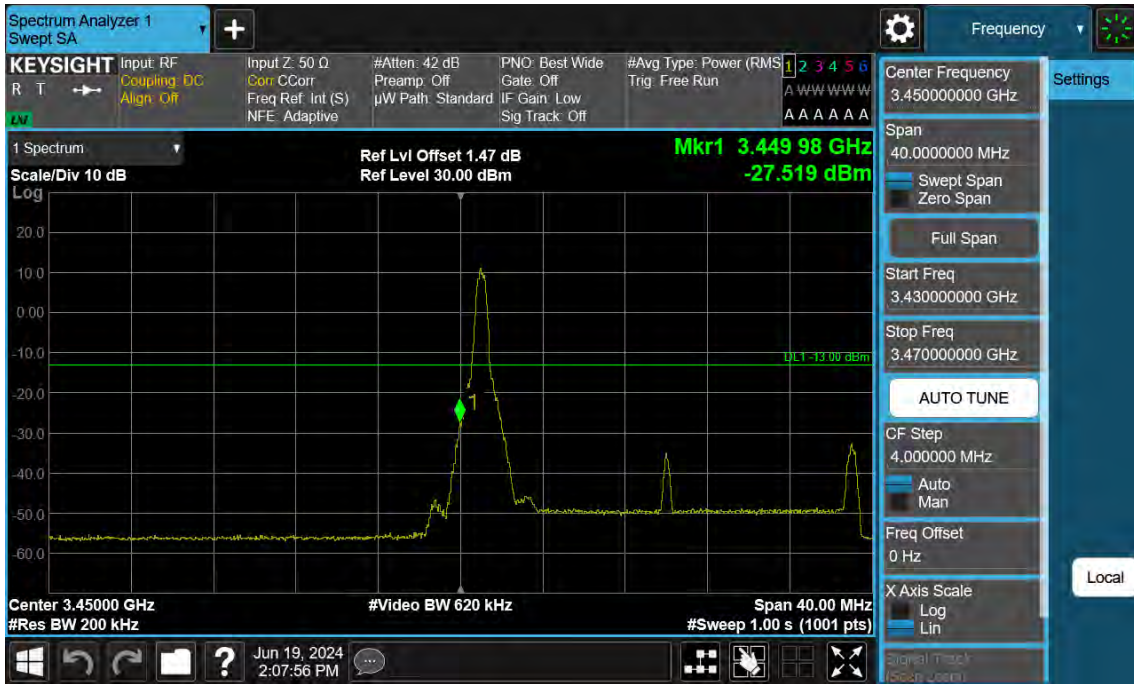 Spectrum Analyzer 1
Swept SA
Frequency
KEYSIGHT
R T
LXI
Input: RF
Coupling: DC
Align: Off
Input Z: 50 Ω
Corr CCorr
Freq Ref: Int (S)
NFE: Adaptive
#Atten: 42 dB
Preamp: Off
µW Path: Standard
PNO: Best Wide
Gate: Off
IF Gain: Low
Sig Track: Off
#Avg Type: Power (RMS
Trig: Free Run
1 2 3 4 5 6
A W W W W W
A A A A A A
1 Spectrum
Scale/Div 10 dB
Log
Ref Lvl Offset 1.47 dB
Ref Level 30.00 dBm
Mkr1 3.449 98 GHz
-27.519 dBm
20.0
10.0
0.00
-10.0
-20.0
-30.0
-40.0
-50.0
-60.0
DL1 -13.00 dBm
1
Center 3.45000 GHz
#Res BW 200 kHz
#Video BW 620 kHz
Span 40.00 MHz
#Sweep 1.00 s (1001 pts)
Center Frequency
3.450000000 GHz
Settings
Span
40.0000000 MHz
Swept Span
Zero Span
Full Span
Start Freq
3.430000000 GHz
Stop Freq
3.470000000 GHz
AUTO TUNE
CF Step
4.000000 MHz
Auto
Man
Freq Offset
0 Hz
X Axis Scale
Log
Lin
Local
Signal Track
(Span Zoom)
?
Jun 19, 2024
2:07:56 PM